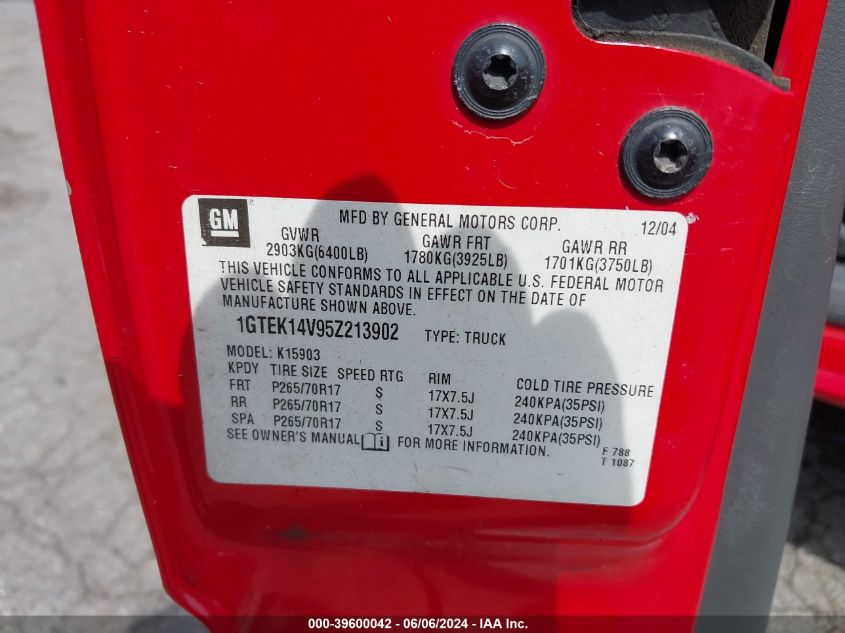 GM
MFD BY GENERAL MOTORS CORP. 12/04
GVWR GAWR FRT GAWR RR
2903KG(6400LB) 1780KG(3925LB) 1701KG(3750LB)
THIS VEHICLE CONFORMS TO ALL APPLICABLE U.S. FEDERAL MOTOR
VEHICLE SAFETY STANDARDS IN EFFECT ON THE DATE OF
MANUFACTURE SHOWN ABOVE.
1GTEK14V95Z213902 TYPE: TRUCK
MODEL: K15903
KPDY TIRE SIZE SPEED RTG RIM COLD TIRE PRESSURE
FRT P265/70R17 S 17X7.5J 240KPA(35PSI)
RR P265/70R17 S 17X7.5J 240KPA(35PSI)
SPA P265/70R17 S 17X7.5J 240KPA(35PSI)
SEE OWNER'S MANUAL i FOR MORE INFORMATION. F 788
T 1087
000-39600042 - 06/06/2024 - IAA Inc.